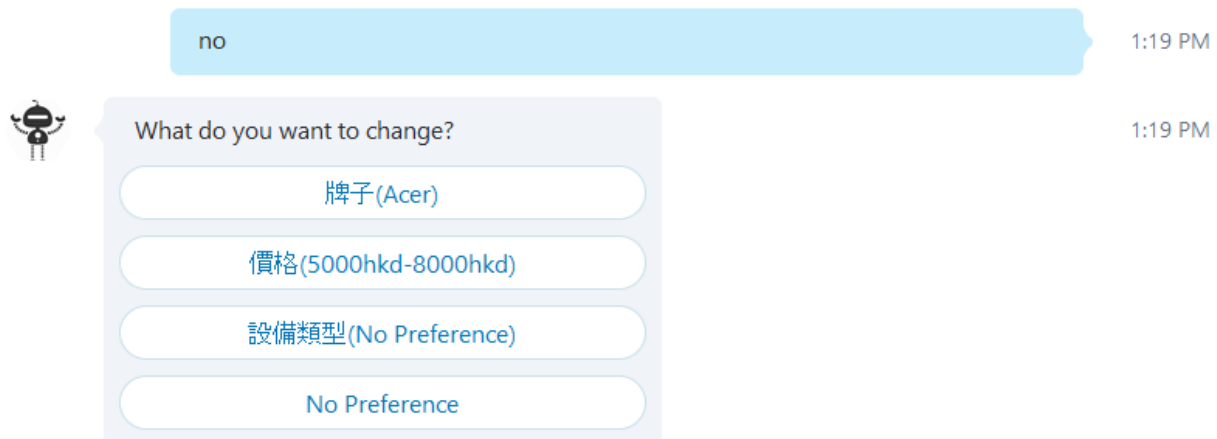 no
1:19 PM
What do you want to change?
1:19 PM
牌子(Acer)
價格(5000hkd-8000hkd)
設備類型(No Preference)
No Preference